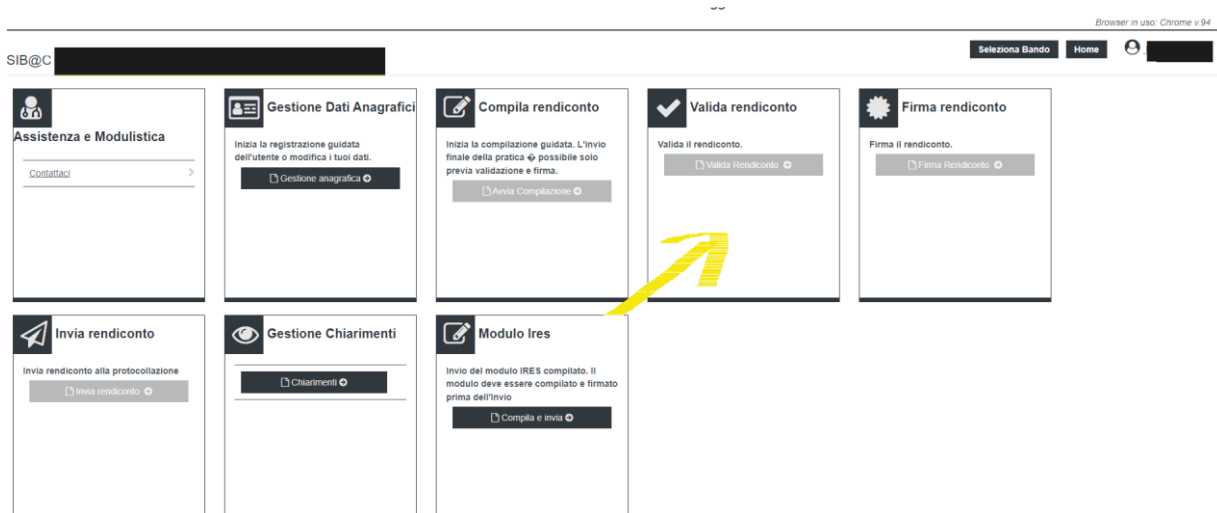 Browser in uso: Chrome v.94
SIB@C
Seleziona Bando
Home
Assistenza e Modulistica
Contattaci
Gestione Dati Anagrafici
Inizia la registrazione guidata
dell'utente o modifica i tuoi dati.
Gestione anagrafica
Compila rendiconto
Inizia la compilazione guidata. L'invio
finale della pratica � possibile solo
previa validazione e firma.
Avvia Compilazione
Valida rendiconto
Valida il rendiconto.
Valida Rendiconto
Firma rendiconto
Firma il rendiconto.
Firma Rendiconto
Invia rendiconto
Invia rendiconto alla protocollazione
Invia rendiconto
Gestione Chiarimenti
Chiarimenti
Modulo Ires
Invio del modulo IRES compilato. Il
modulo deve essere compilato e firmato
prima dell'Invio
Compila e invia